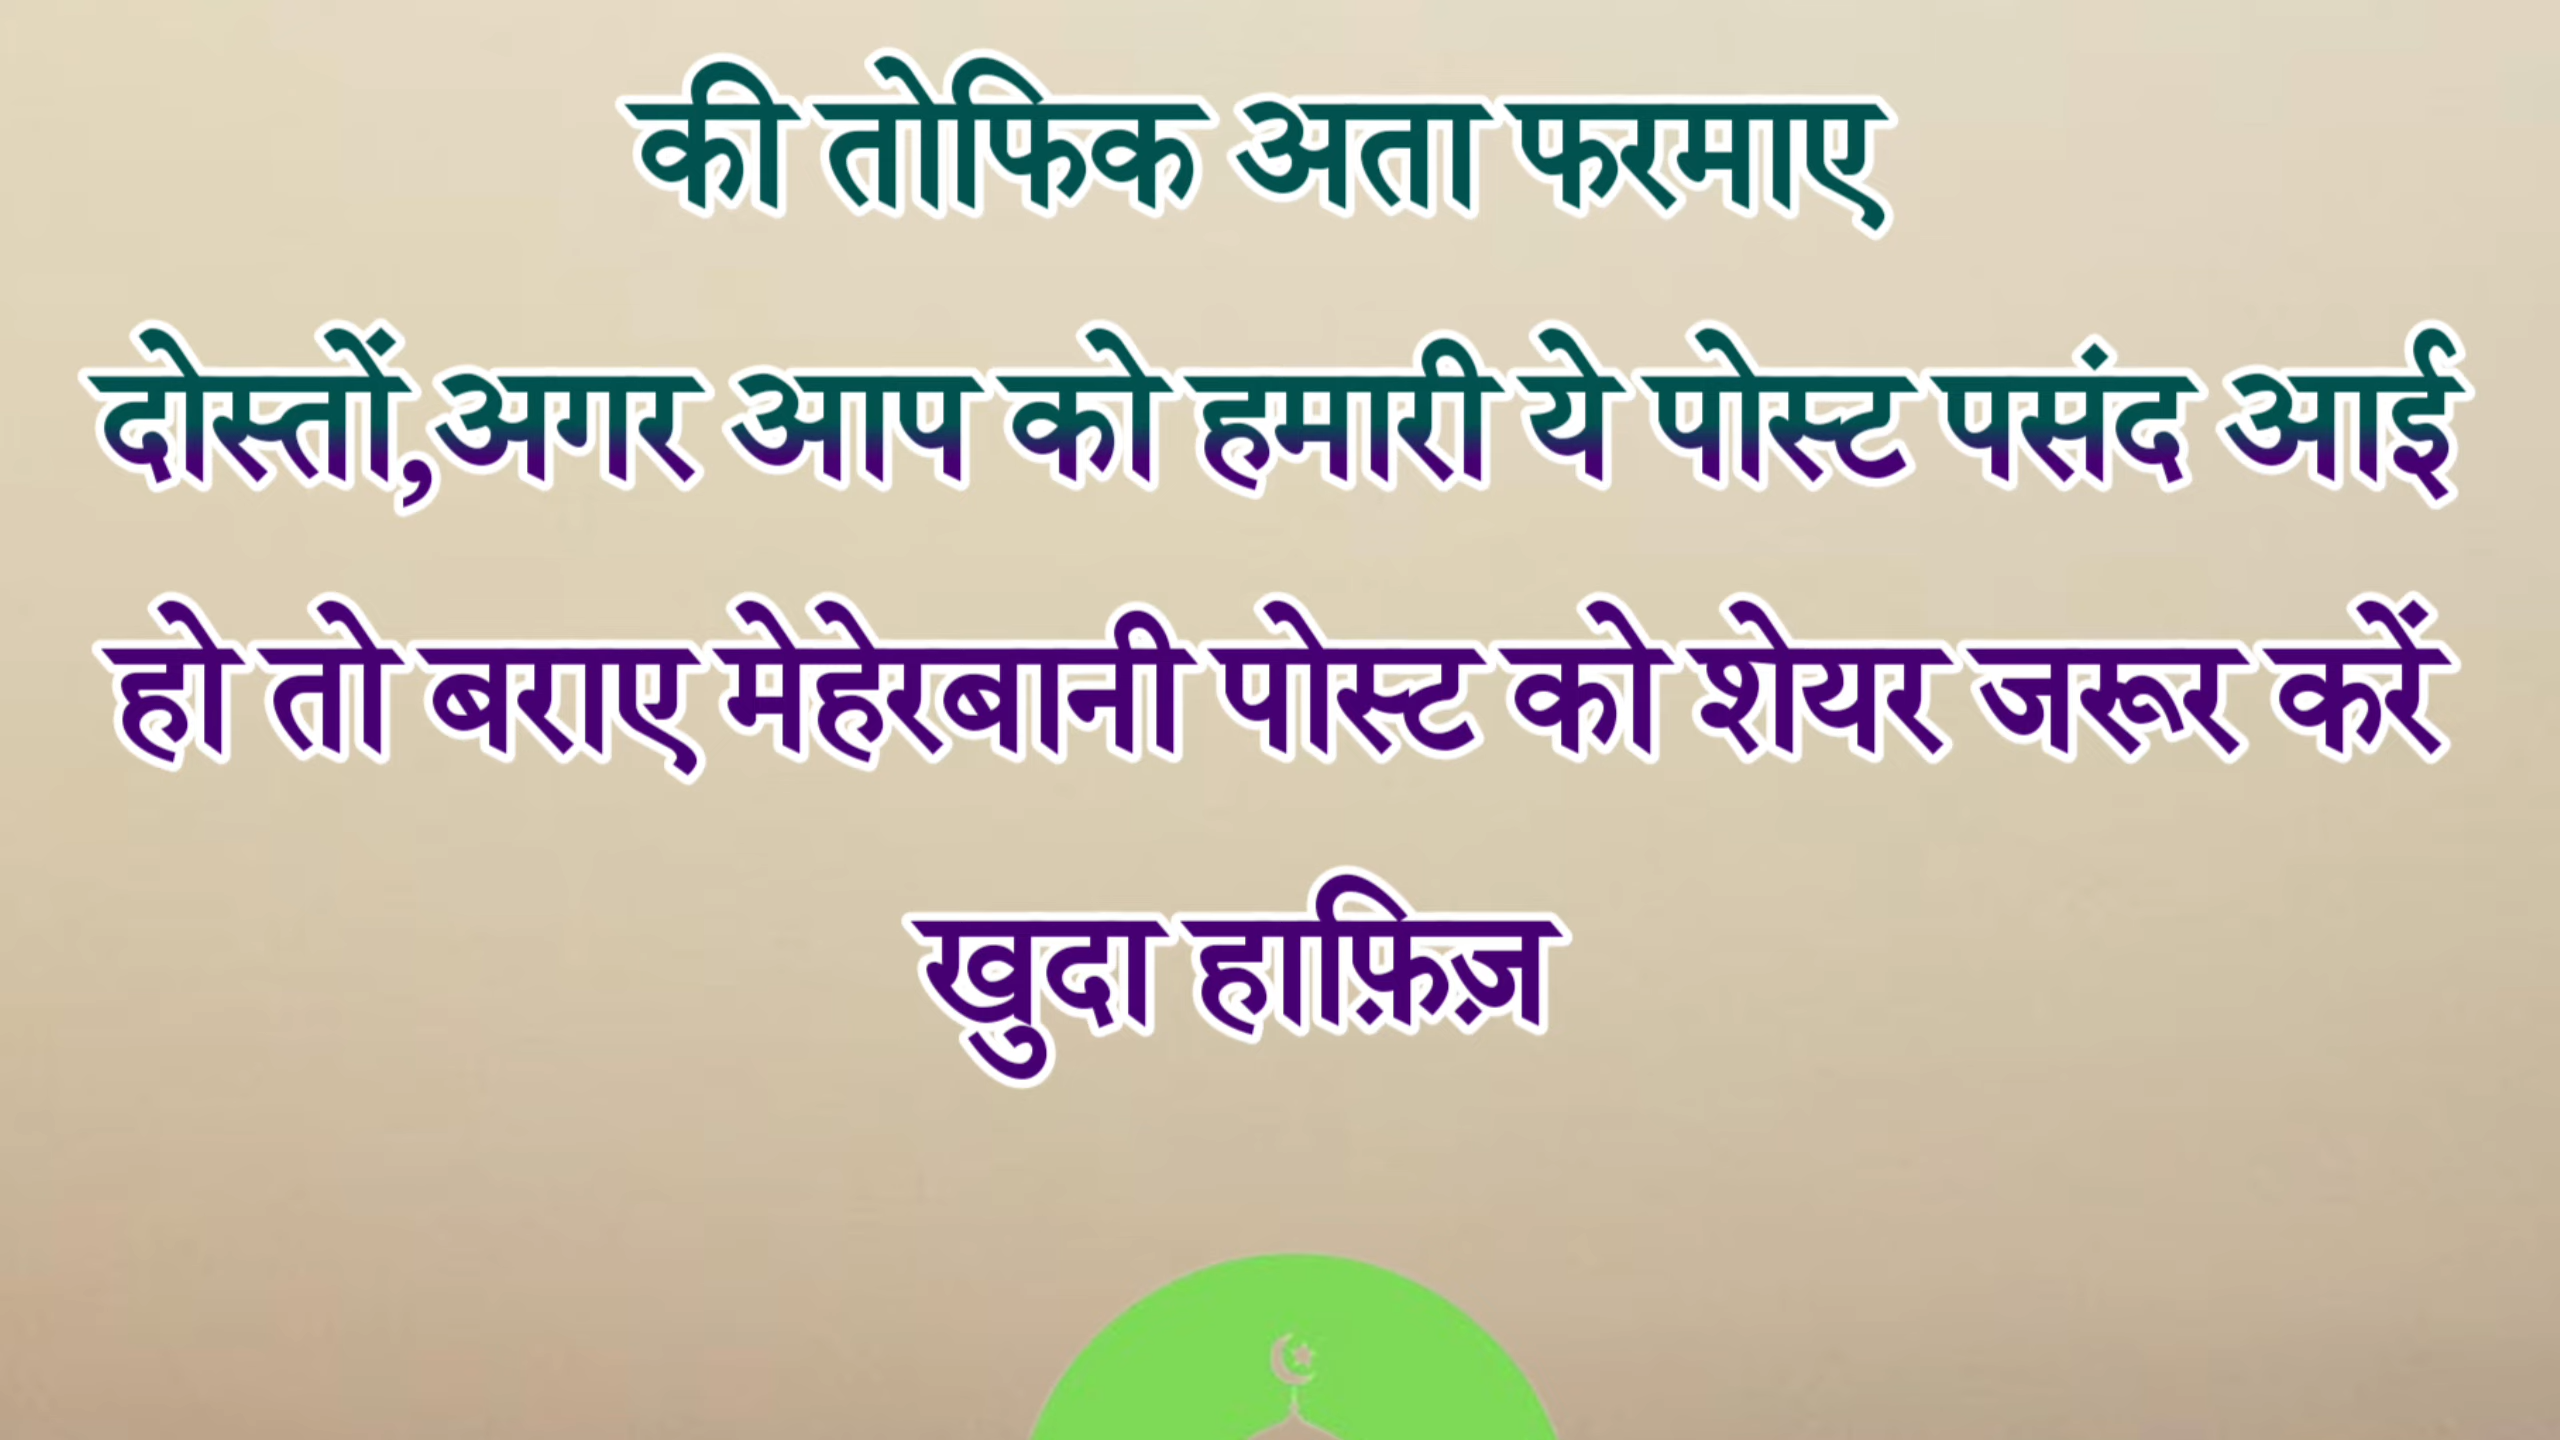 की तोफिक अता फरमाए
दोस्तों,अगर आप को हमारी ये पोस्ट पसंद आई
हो तो बराए मेहेरबानी पोस्ट को शेयर जरूर करें
खुदा हाफ़िज़